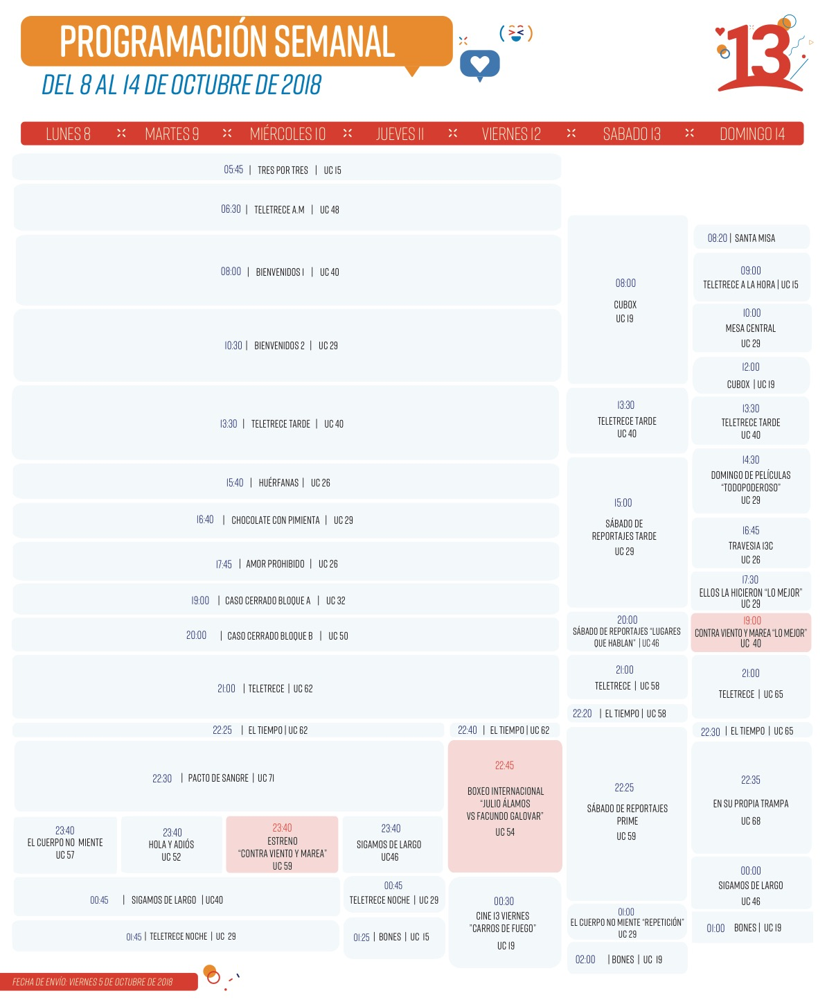 PROGRAMACIÓN SEMANAL
DEL 8 AL 14 DE OCTUBRE DE 2018
13
LUNES 8
MARTES 9
MIÉRCOLES 10
JUEVES 11
VIERNES 12
SABADO 13
DOMINGO 14
05:45 | TRES POR TRES | UC 15
06:30 | TELETRECE A.M | UC 48
08:00 | BIENVENIDOS 1 | UC 40
10:30 | BIENVENIDOS 2 | UC 29
13:30 | TELETRECE TARDE | UC 40
15:40 | HUÉRFANAS | UC 26
16:40 | CHOCOLATE CON PIMIENTA | UC 29
17:45 | AMOR PROHIBIDO | UC 26
19:00 | CASO CERRADO BLOQUE A | UC 32
20:00 | CASO CERRADO BLOQUE B | UC 50
21:00 | TELETRECE | UC 62
22:25 | EL TIEMPO | UC 62
22:30 | PACTO DE SANGRE | UC 71
23:40
EL CUERPO NO MIENTE
UC 57
23:40
HOLA Y ADIÓS
UC 52
23:40
ESTRENO
“CONTRA VIENTO Y MAREA”
UC 59
23:40
SIGAMOS DE LARGO
UC46
00:45 | SIGAMOS DE LARGO | UC40
01:45 | TELETRECE NOCHE | UC 29
00:45
TELETRECE NOCHE | UC 29
01:25 | BONES | UC 15
22:40 | EL TIEMPO | UC 62
22:45
BOXEO INTERNACIONAL
“JULIO ÁLAMOS
VS FACUNDO GALOVAR”
UC 54
00:30
CINE 13 VIERNES
”CARROS DE FUEGO”
UC 19
08:00
CUBOX
UC 19
13:30
TELETRECE TARDE
UC 40
15:00
SÁBADO DE
REPORTAJES TARDE
UC 29
20:00
SÁBADO DE REPORTAJES “LUGARES
QUE HABLAN” | UC 46
21:00
TELETRECE | UC 58
22:20 | EL TIEMPO | UC 58
22:25
SÁBADO DE REPORTAJES
PRIME
UC 59
01:00
EL CUERPO NO MIENTE “REPETICIÓN”
UC 29
02:00 | BONES | UC 19
08:20 | SANTA MISA
09:00
TELETRECE A LA HORA | UC 15
10:00
MESA CENTRAL
UC 29
12:00
CUBOX | UC 19
13:30
TELETRECE TARDE
UC 40
14:30
DOMINGO DE PELÍCULAS
“TODOPODEROSO”
UC 29
16:45
TRAVESIA 13C
UC 26
17:30
ELLOS LA HICIERON “LO MEJOR”
UC 29
19:00
CONTRA VIENTO Y MAREA “LO MEJOR”
UC 40
21:00
TELETRECE | UC 65
22:30 | EL TIEMPO | UC 65
22:35
EN SU PROPIA TRAMPA
UC 68
00:00
SIGAMOS DE LARGO
UC 46
01:00 BONES | UC 19
FECHA DE ENVÍO: VIERNES 5 DE OCTUBRE DE 2018